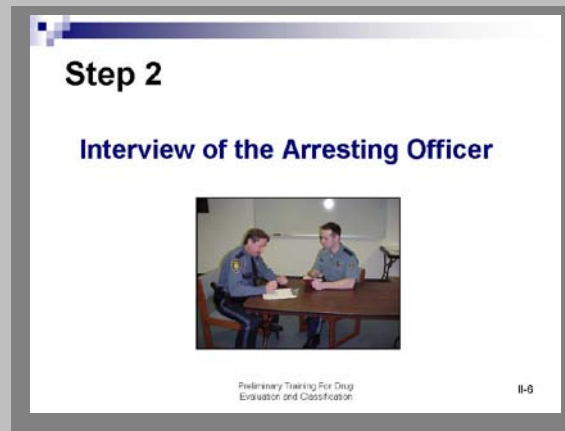 Step 2
Interview of the Arresting Officer
Preliminary Training For Drug
Evaluation and Classification
II-6